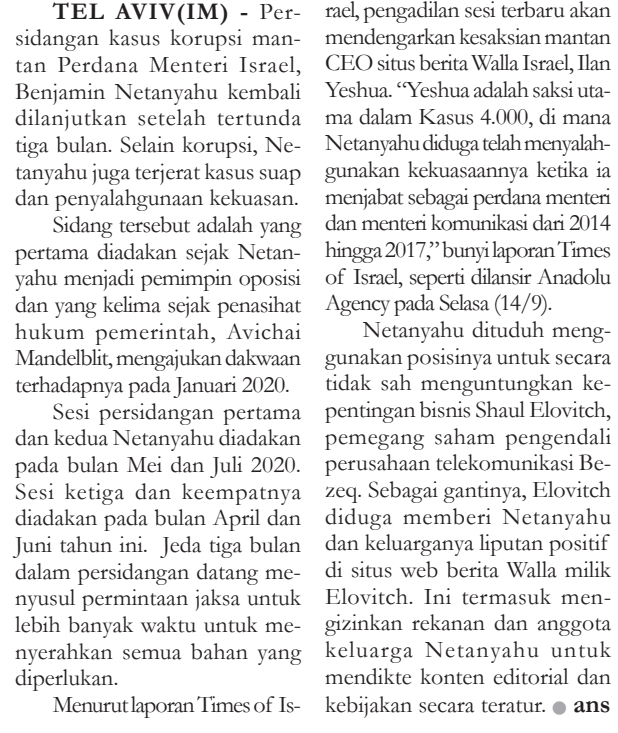 TEL AVIV(IM) - Per-
sidangan kasus korupsi man-
tan Perdana Menteri Israel,
Benjamin Netanyahu kembali
dilanjutkan setelah tertunda
tiga bulan. Selain korupsi, Ne-
tanyahu juga terjerat kasus suap
dan penyalahgunaan kekuasan.
Sidang tersebut adalah yang
pertama diadakan sejak Netan-
yahu menjadi pemimpin oposisi
dan yang kelima sejak penasihat
hukum pemerintah, Avichai
Mandelblit, mengajukan dakwaan
terhadapnya pada Januari 2020.
Sesi persidangan pertama
dan kedua Netanyahu diadakan
pada bulan Mei dan Juli 2020.
Sesi ketiga dan keempatnya
diadakan pada bulan April dan
Juni tahun ini. Jeda tiga bulan
dalam persidangan datang me-
nyusul permintaan jaksa untuk
lebih banyak waktu untuk me-
nyerahkan semua bahan yang
diperlukan.
Menurut laporan Times of Is-
rael, pengadilan sesi terbaru akan
mendengarkan kesaksian mantan
CEO situs berita Walla Israel, Ilan
Yeshua. “Yeshua adalah saksi uta-
ma dalam Kasus 4.000, di mana
Netanyahu diduga telah menyalah-
gunakan kekuasaannya ketika ia
menjabat sebagai perdana menteri
dan menteri komunikasi dari 2014
hingga 2017,” bunyi laporan Times
of Israel, seperti dilansir Anadolu
Agency pada Selasa (14/9).
Netanyahu dituduh meng-
gunakan posisinya untuk secara
tidak sah menguntungkan ke-
pentingan bisnis Shaul Elovitch,
pemegang saham pengendali
perusahaan telekomunikasi Be-
zeq. Sebagai gantinya, Elovitch
diduga memberi Netanyahu
dan keluarganya liputan positif
di situs web berita Walla milik
Elovitch. Ini termasuk men-
gizinkan rekanan dan anggota
keluarga Netanyahu untuk
mendikte konten editorial dan
kebijakan secara teratur. ● ans